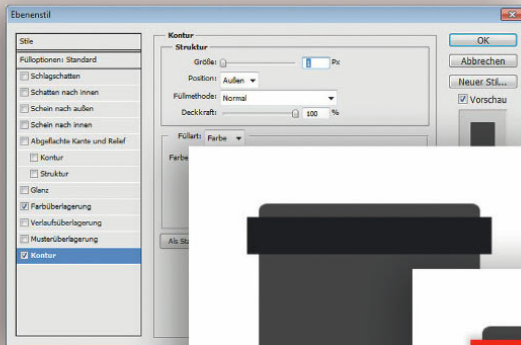 Ebenenstil
Stile
Fülloptionen: Standard
Schlagschatten
Schatten nach innen
Schein nach außen
Schein nach innen
Abgeflachte Kante und Relief
Kontur
Struktur
Glanz
Farbüberlagerung
Verlaufsüberlagerung
Musterüberlagerung
Kontur
Kontur
Struktur
Größe: Px
Position: Außen
Füllmethode: Normal
Deckkraft: 100 %
Füllart: Farbe
Farbe
Als Sta
OK
Abbrechen
Neuer Stil...
Vorschau